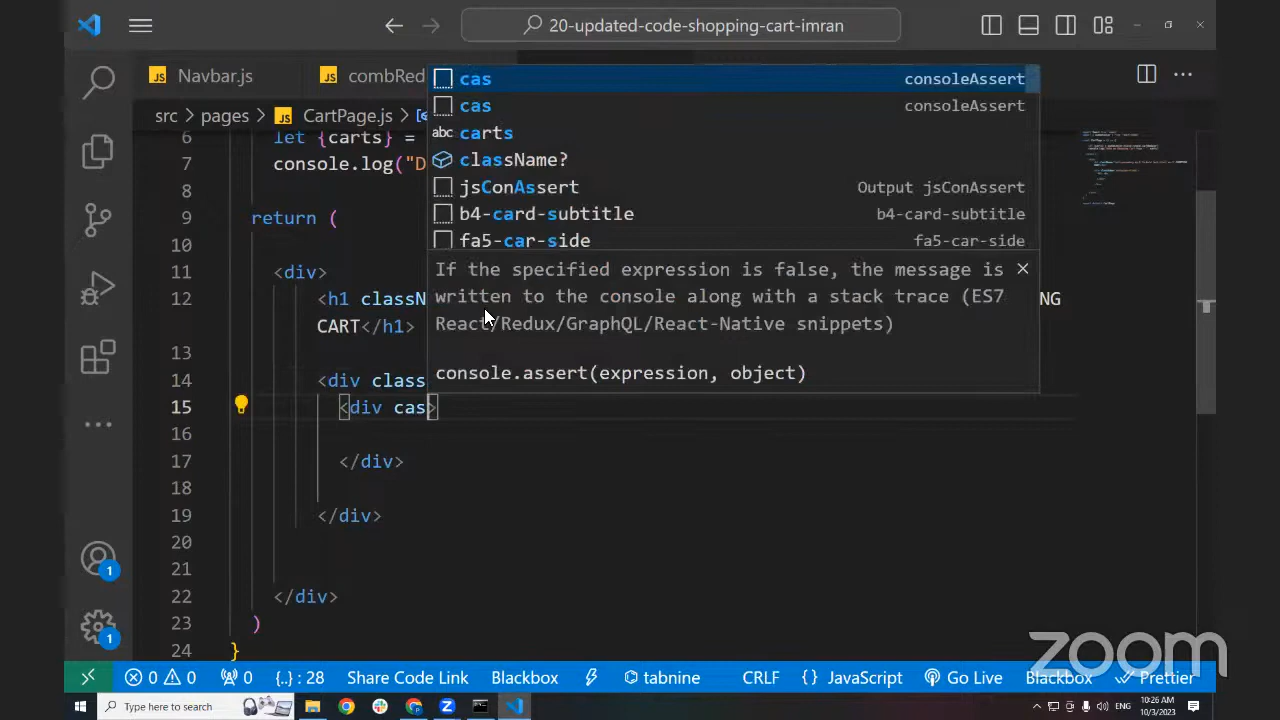 20-updated-code-shopping-cart-imran
JS Navbar.js
JS combRed
src > pages > JS CartPage.js >
cas consoleAssert
cas consoleAssert
abc carts
className?
jsConAssert Output jsConAssert
b4-card-subtitle b4-card-subtitle
fa5-car-side fa5-car-side
If the specified expression is false, the message is
written to the console along with a stack trace (ES7
React/Redux/GraphQL/React-Native snippets)
console.assert(expression, object)
6 let {carts} =
7 console.log("D
8
9 return (
10
11 <div>
12 <h1 classN NG
CART</h1>
13
14 <div class
15 <div cas>
16
17 </div>
18
19 </div>
20
21
22 </div>
23 )
24 }
1
1
zoom
0 0 0 {..} : 28 Share Code Link Blackbox tabnine CRLF {} JavaScript Go Live Blackbox Prettier
Type here to search
ENG
10:26 AM
10/3/2023